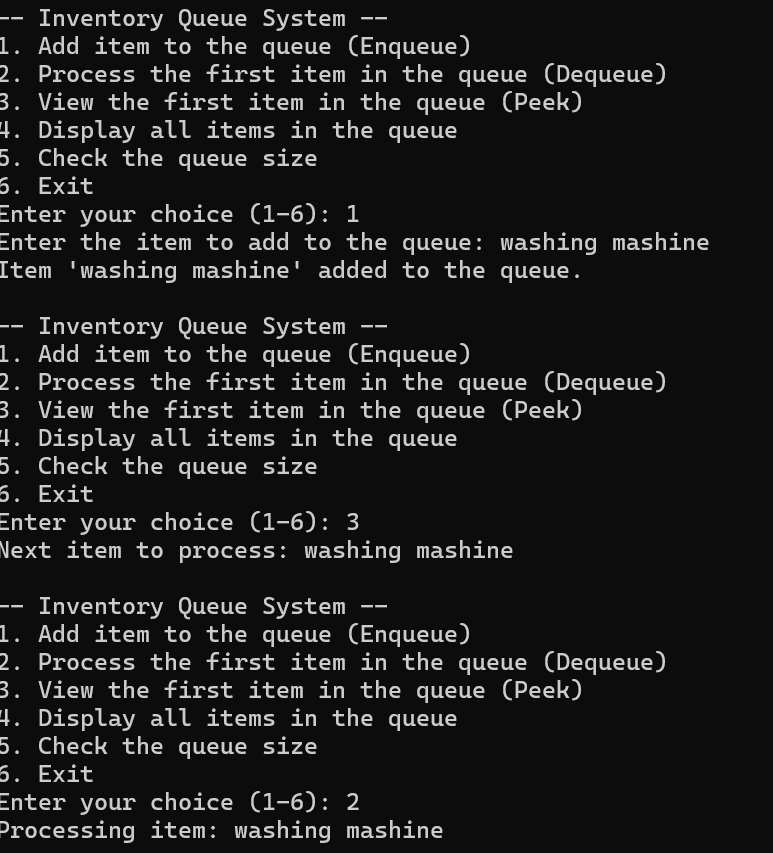 -- Inventory Queue System --
1. Add item to the queue (Enqueue)
2. Process the first item in the queue (Dequeue)
3. View the first item in the queue (Peek)
4. Display all items in the queue
5. Check the queue size
6. Exit
Enter your choice (1-6): 1
Enter the item to add to the queue: washing mashine
Item 'washing mashine' added to the queue.

-- Inventory Queue System --
1. Add item to the queue (Enqueue)
2. Process the first item in the queue (Dequeue)
3. View the first item in the queue (Peek)
4. Display all items in the queue
5. Check the queue size
6. Exit
Enter your choice (1-6): 3
Next item to process: washing mashine

-- Inventory Queue System --
1. Add item to the queue (Enqueue)
2. Process the first item in the queue (Dequeue)
3. View the first item in the queue (Peek)
4. Display all items in the queue
5. Check the queue size
6. Exit
Enter your choice (1-6): 2
Processing item: washing mashine